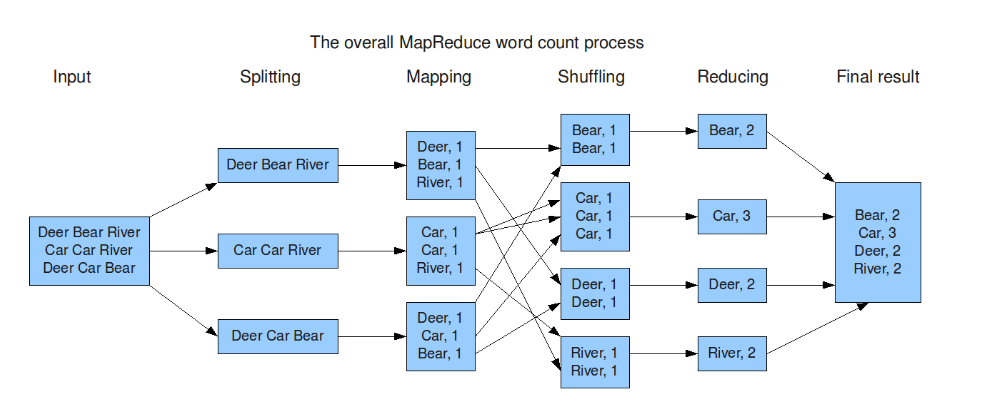 The overall MapReduce word count process
Input
Splitting
Mapping
Shuffling
Reducing
Final result
Deer Bear River
Car Car River
Deer Car Bear
Deer Bear River
Car Car River
Deer Car Bear
Deer, 1
Bear, 1
River, 1
Car, 1
Car, 1
River, 1
Deer, 1
Car, 1
Bear, 1
Bear, 1
Bear, 1
Car, 1
Car, 1
Car, 1
Deer, 1
Deer, 1
River, 1
River, 1
Bear, 2
Car, 3
Deer, 2
River, 2
Bear, 2
Car, 3
Deer, 2
River, 2